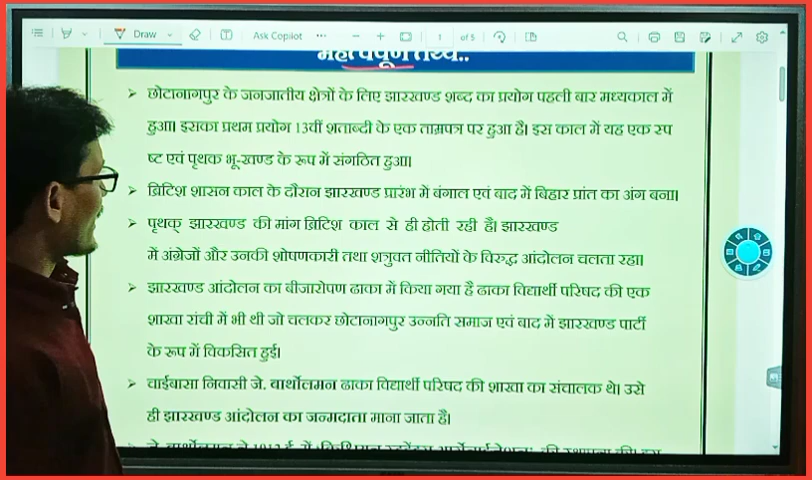 Draw
Ask Copilot
1 of 5
महत्वपूर्ण तथ्य..
➢ छोटानागपुर के जनजातीय क्षेत्रों के लिए झारखण्ड शब्द का प्रयोग पहली बार मध्यकाल में
हुआ। इसका प्रथम प्रयोग 13वीं शताब्दी के एक ताम्रपत्र पर हुआ है। इस काल में यह एक स्प
ष्ट एवं पृथक भू-खण्ड के रूप में संगठित हुआ।
➢ ब्रिटिश शासन काल के दौरान झारखण्ड प्रारंभ में बंगाल एवं बाद में बिहार प्रांत का अंग बना।
➢ पृथक् झारखण्ड की मांग ब्रिटिश काल से ही होती रही है। झारखण्ड
में अंग्रेजों और उनकी शोषणकारी तथा शत्रुवत नीतियों के विरुद्ध आंदोलन चलता रहा।
➢ झारखण्ड आंदोलन का बीजारोपण ढाका में किया गया है ढाका विद्यार्थी परिषद की एक
शाखा रांची में भी थी जो चलकर छोटानागपुर उन्नति समाज एवं बाद में झारखण्ड पार्टी
के रूप में विकसित हुई।
➢ चाईबासा निवासी जे. बार्थोलमन ढाका विद्यार्थी परिषद की शाखा का संचालक थे। उसे
ही झारखण्ड आंदोलन का जन्मदाता माना जाता है।